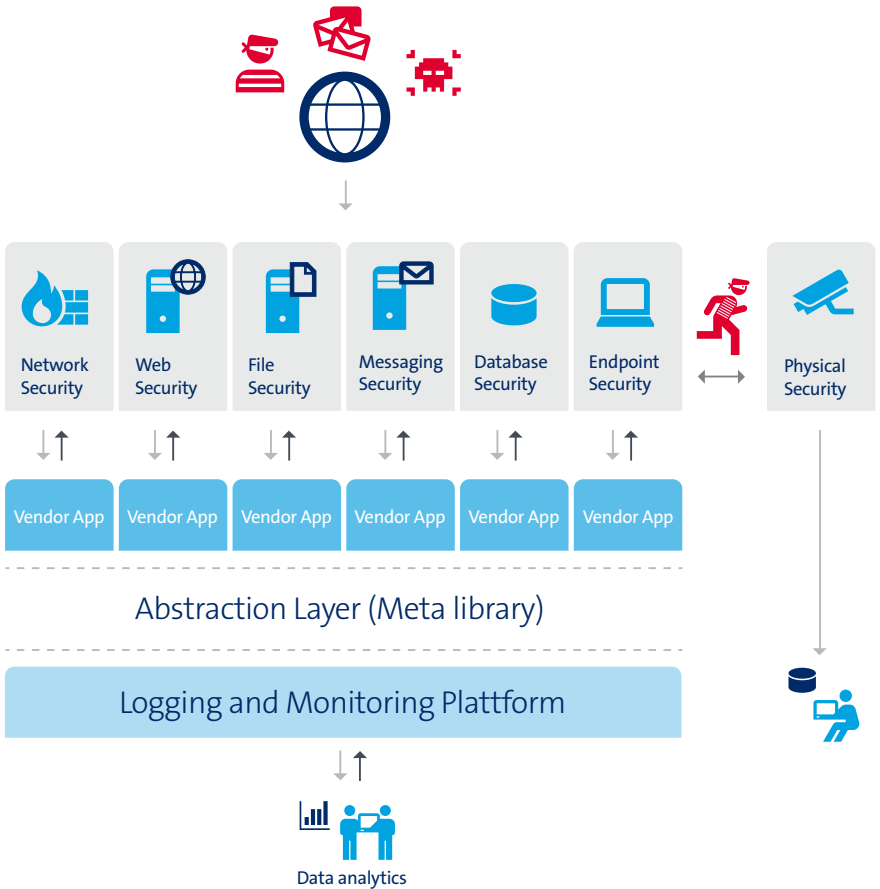 Network
Security
Web
Security
File
Security
Messaging
Security
Database
Security
Endpoint
Security
Physical
Security
Vendor App
Vendor App
Vendor App
Vendor App
Vendor App
Vendor App
Abstraction Layer (Meta library)
Logging and Monitoring Plattform
Data analytics